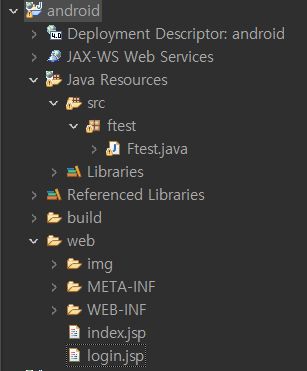 android
Deployment Descriptor: android
JAX-WS Web Services
Java Resources
src
ftest
Ftest.java
Libraries
Referenced Libraries
build
web
img
META-INF
WEB-INF
index.jsp
login.jsp